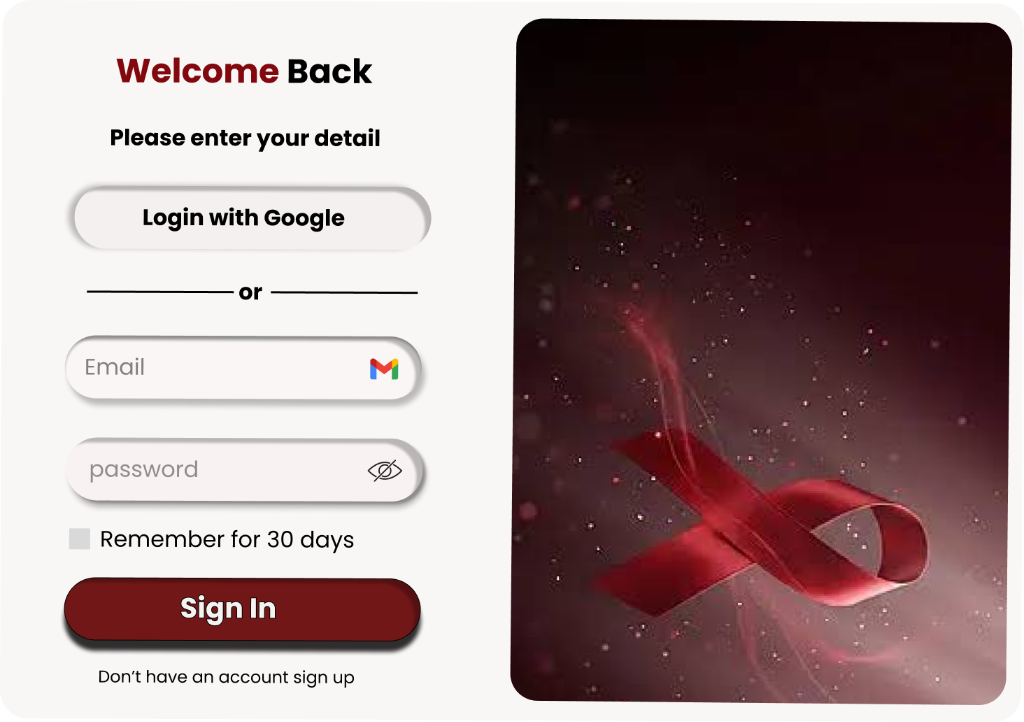 Welcome Back
Please enter your detail
Login with Google
or
Email
password
Remember for 30 days
Sign In
Don’t have an account sign up